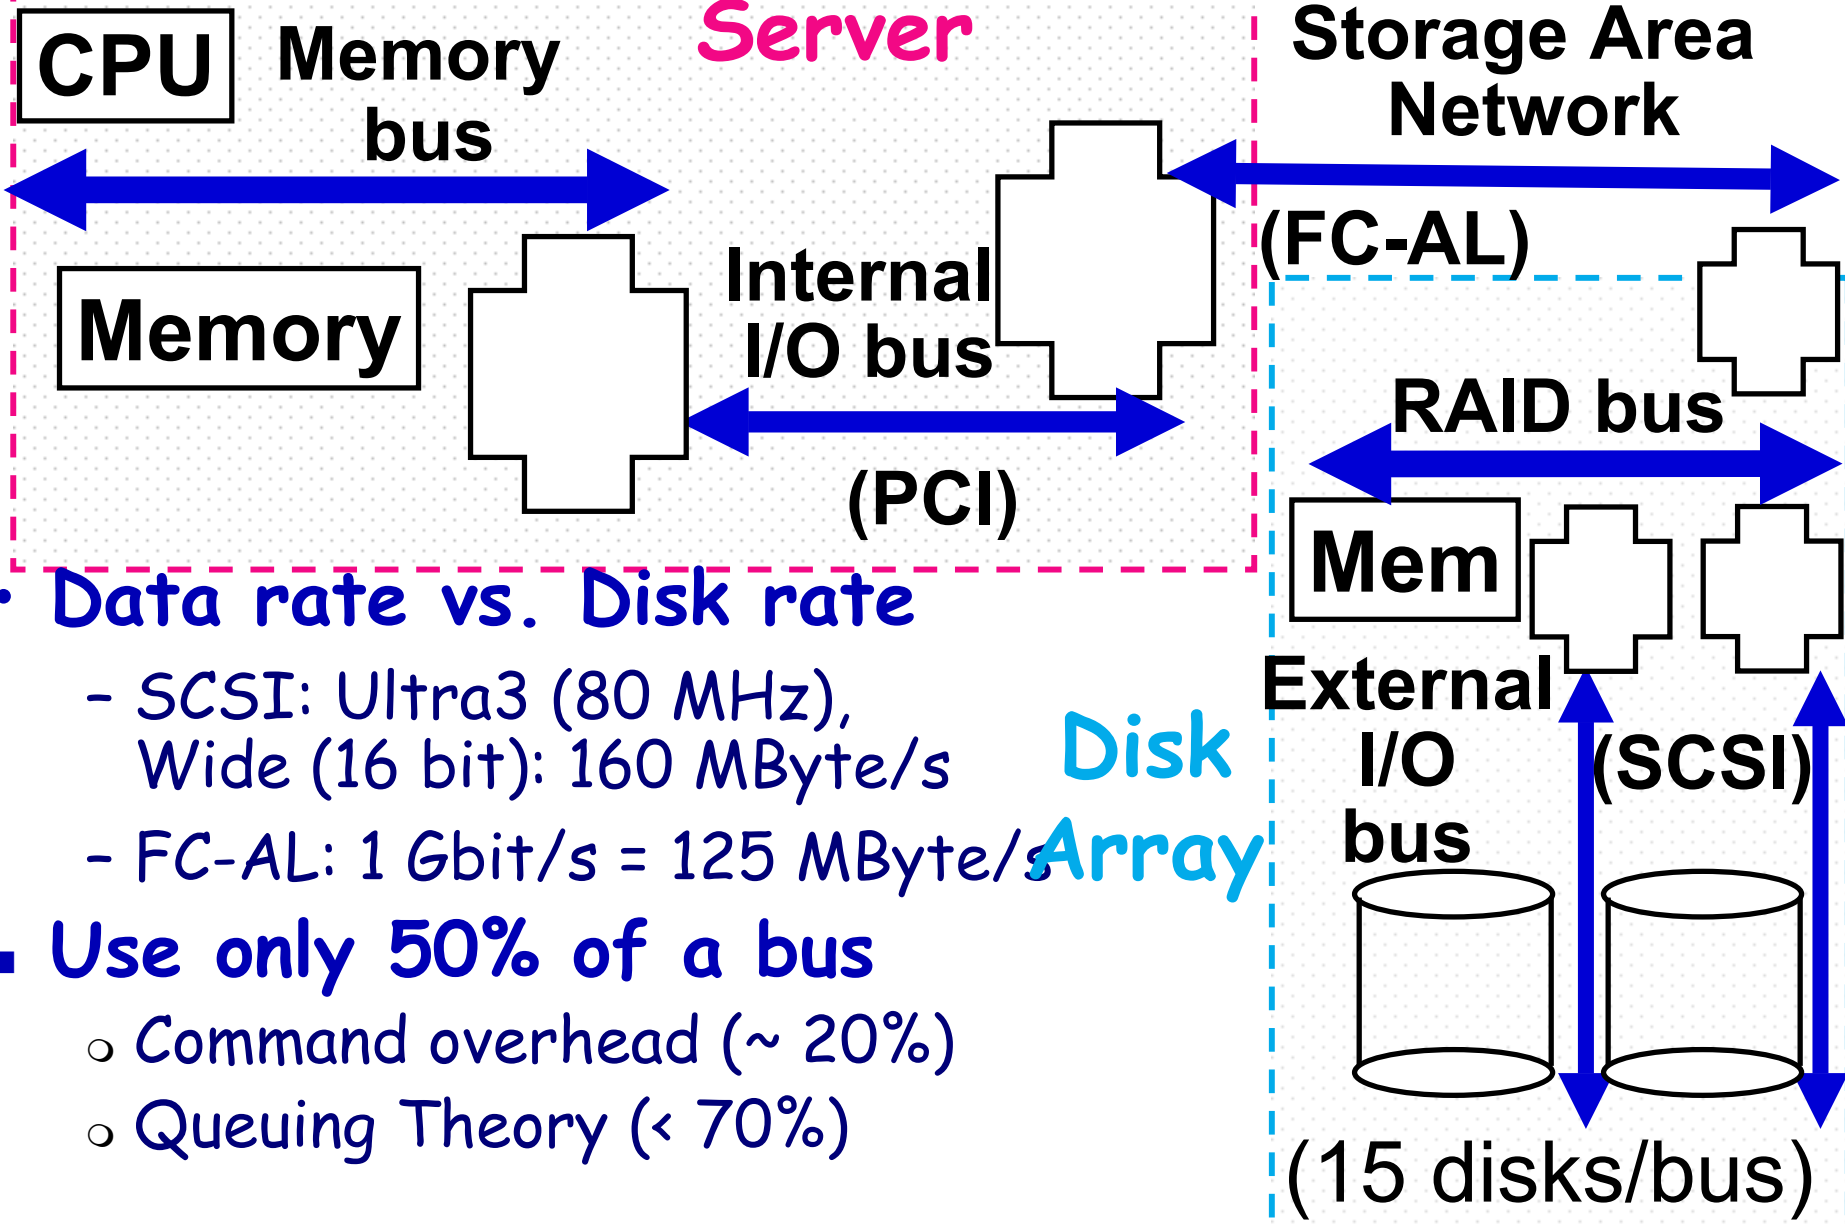 Server
CPU
Memory
bus
Storage Area
Network
(FC-AL)
Memory
Internal
I/O bus
(PCI)
RAID bus
Mem
• Data rate vs. Disk rate
– SCSI: Ultra3 (80 MHz),
Wide (16 bit): 160 MByte/s
– FC-AL: 1 Gbit/s = 125 MByte/s
■ Use only 50% of a bus
❍ Command overhead (~ 20%)
❍ Queuing Theory (< 70%)
Disk
Array
External
I/O
bus
(SCSI)
(15 disks/bus)